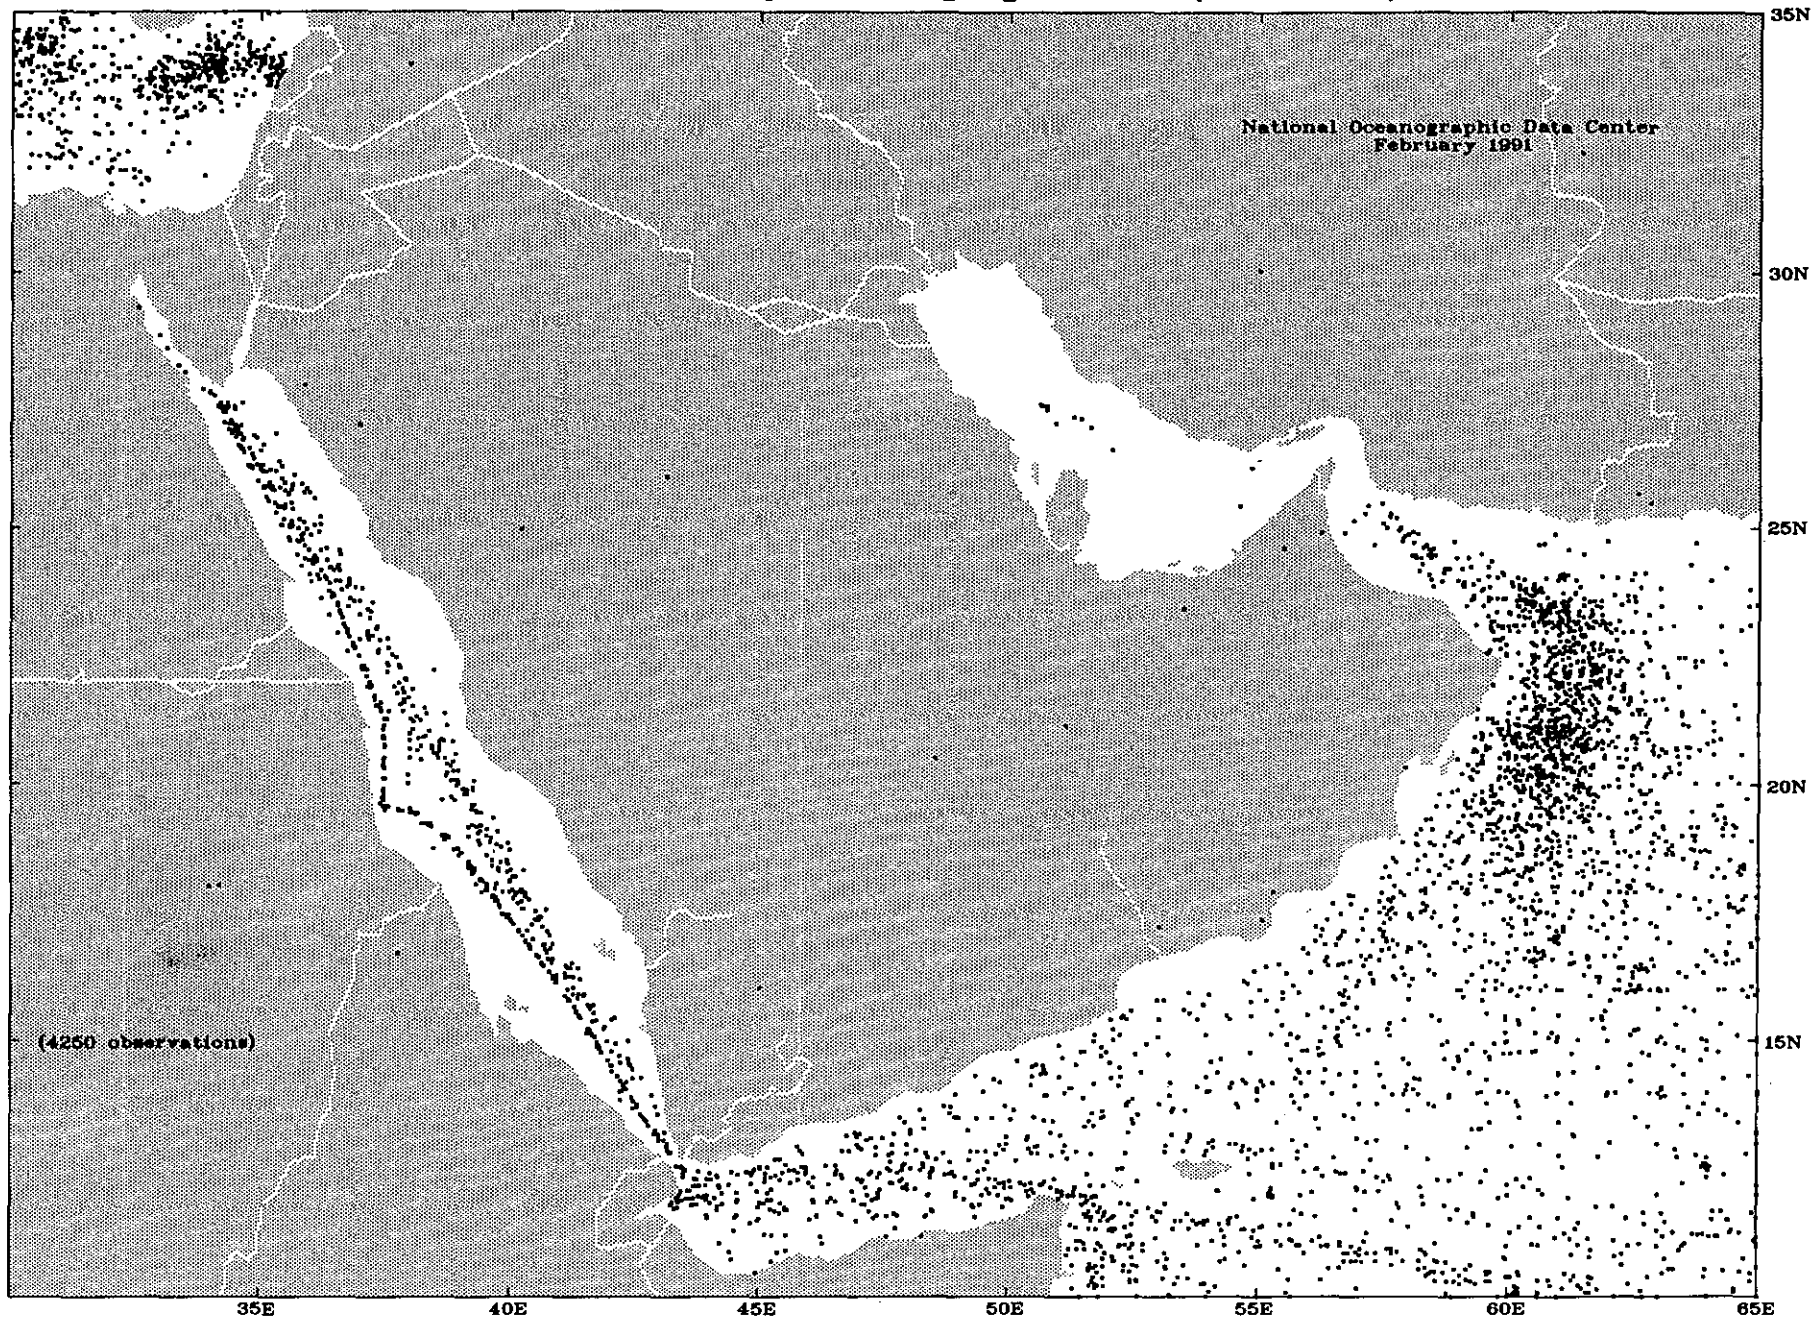 35N
National Oceanographic Data Center
February 1991
30N
25N
20N
(4250 observations)
15N
35E
40E
45E
50E
55E
60E
65E